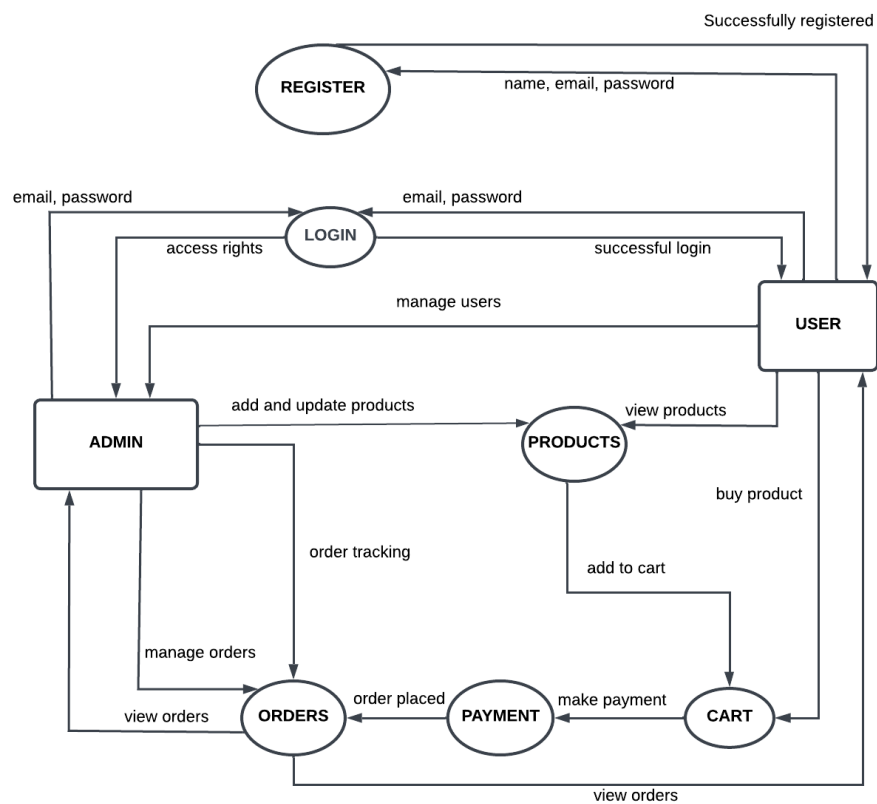 Successfully registered
REGISTER
name, email, password
email, password
email, password
LOGIN
access rights
successful login
manage users
USER
add and update products
view products
ADMIN
PRODUCTS
buy product
order tracking
add to cart
manage orders
order placed
make payment
view orders
ORDERS
PAYMENT
CART
view orders